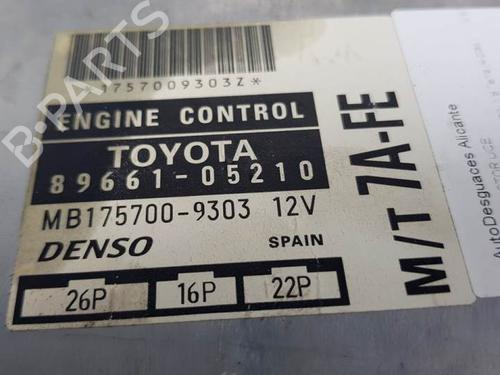 1757009303Z*
ENGINE CONTROL
TOYOTA
89661-05210
MB175700-9303 12V
DENSO SPAIN
26P 16P 22P
M/T 7A-FE
AutoDesguaces Alicante
B-PARTS